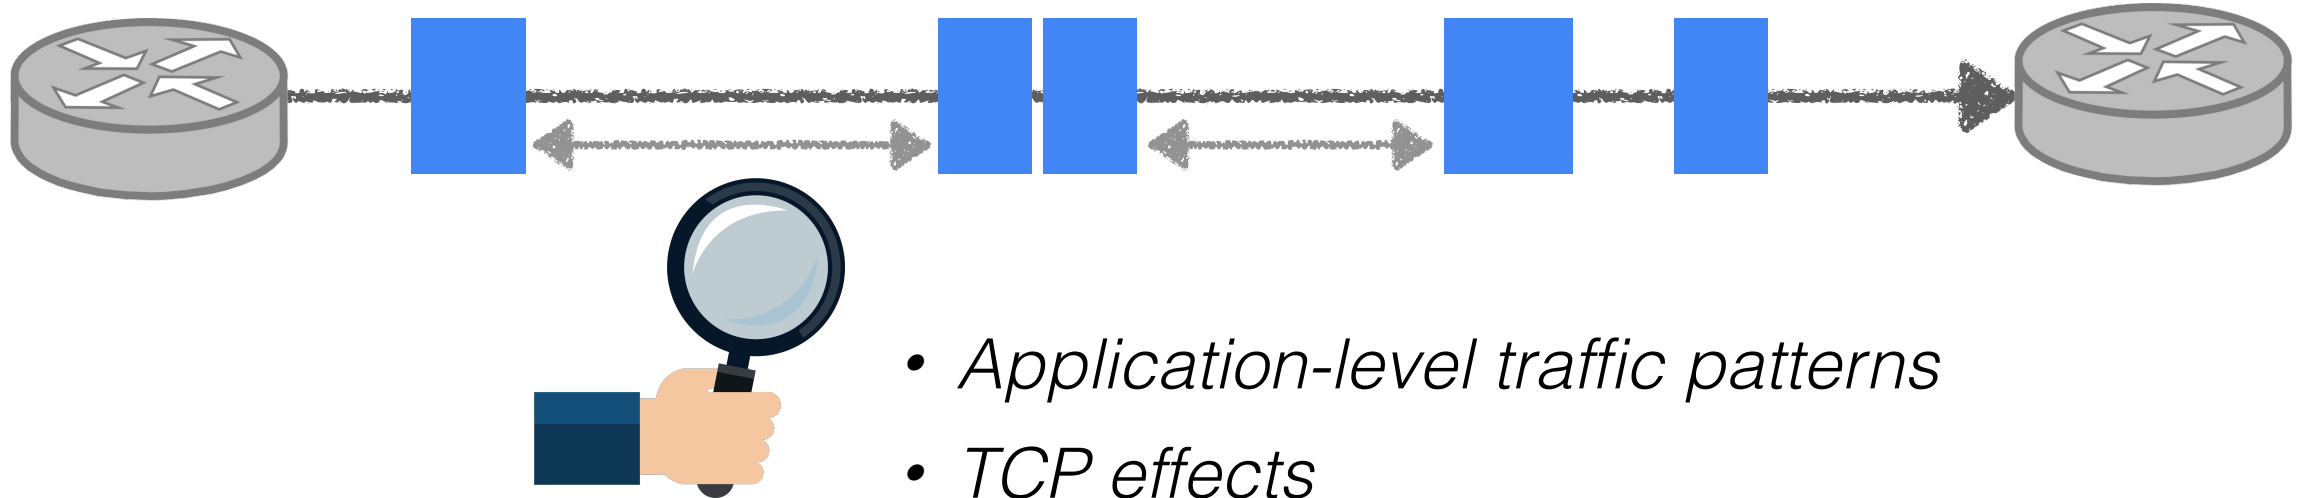 • Application-level traffic patterns
• TCP effects